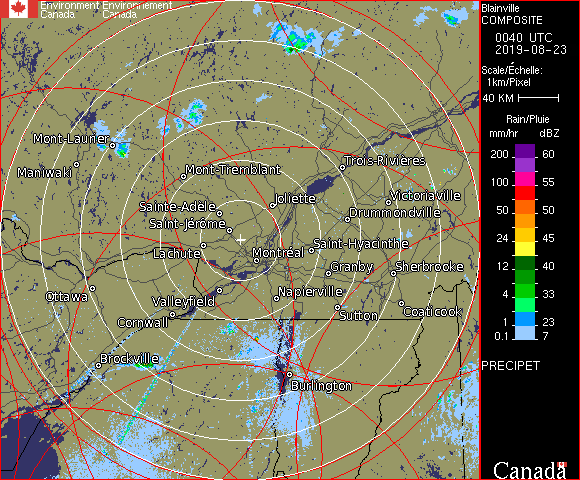 Environment Environnement
Canada Canada
Blainville
COMPOSITE
0040 UTC
2019-08-23
Scale/Échelle:
1km/Pixel
40 KM
Rain/Pluie
mm/hr dBZ
200 60
150 57
100 55
50 50
24 45
12 40
4 33
1 23
0.1 7
PRECIPET
Canada
Mont-Laurier
Maniwaki
Mont-Tremblant
Trois-Rivières
Sainte-Adèle
Joliette
Victoriaville
Drummondville
Saint-Jérôme
Lachute
Montréal
Saint-Hyacinthe
Granby
Sherbrooke
Ottawa
Valleyfield
Napierville
Cornwall
Sutton
Coaticook
Brockville
Burlington